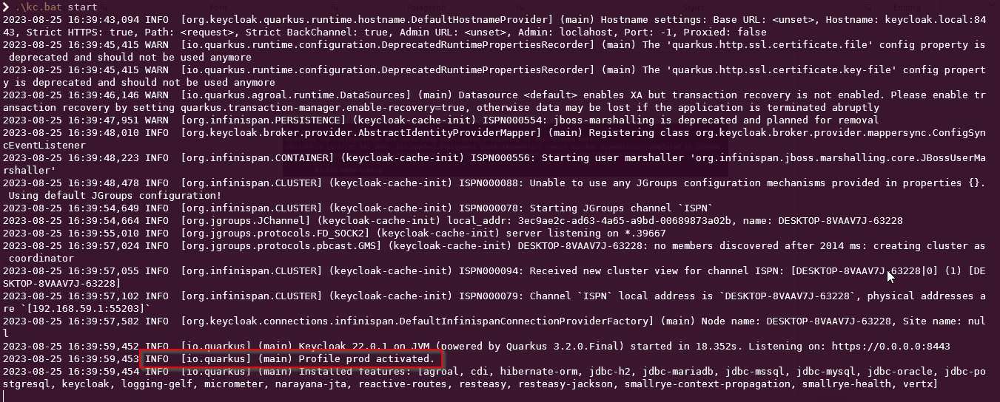 ❯ .\kc.bat start
2023-08-25 16:39:43,094 INFO  [org.keycloak.quarkus.runtime.hostname.DefaultHostnameProvider] (main) Hostname settings: Base URL: <unset>, Hostname: keycloak.local:84
43, Strict HTTPS: true, Path: <request>, Strict BackChannel: true, Admin URL: <unset>, Admin: loclahost, Port: -1, Proxied: false
2023-08-25 16:39:45,415 WARN  [io.quarkus.runtime.configuration.DeprecatedRuntimePropertiesRecorder] (main) The 'quarkus.http.ssl.certificate.file' config property is
 deprecated and should not be used anymore
2023-08-25 16:39:45,415 WARN  [io.quarkus.runtime.configuration.DeprecatedRuntimePropertiesRecorder] (main) The 'quarkus.http.ssl.certificate.key-file' config propert
y is deprecated and should not be used anymore
2023-08-25 16:39:46,146 WARN  [io.quarkus.agroal.runtime.DataSources] (main) Datasource <default> enables XA but transaction recovery is not enabled. Please enable tr
ansaction recovery by setting quarkus.transaction-manager.enable-recovery=true, otherwise data may be lost if the application is terminated abruptly
2023-08-25 16:39:47,951 WARN  [org.infinispan.PERSISTENCE] (keycloak-cache-init) ISPN000554: jboss-marshalling is deprecated and planned for removal
2023-08-25 16:39:48,010 INFO  [org.keycloak.broker.provider.AbstractIdentityProviderMapper] (main) Registering class org.keycloak.broker.provider.mappersync.ConfigSyn
cEventListener
2023-08-25 16:39:48,223 INFO  [org.infinispan.CONTAINER] (keycloak-cache-init) ISPN000556: Starting user marshaller 'org.infinispan.jboss.marshalling.core.JBossUserMa
rshaller'
2023-08-25 16:39:48,478 INFO  [org.infinispan.CLUSTER] (keycloak-cache-init) ISPN000088: Unable to use any JGroups configuration mechanisms provided in properties {}.
 Using default JGroups configuration!
2023-08-25 16:39:54,649 INFO  [org.infinispan.CLUSTER] (keycloak-cache-init) ISPN000078: Starting JGroups channel `ISPN`
2023-08-25 16:39:54,664 INFO  [org.jgroups.JChannel] (keycloak-cache-init) local_addr: 3ec9ae2c-ad63-4a65-a9bd-00689873a02b, name: DESKTOP-8VAAV7J-63228
2023-08-25 16:39:55,010 INFO  [org.jgroups.protocols.FD_SOCK2] (keycloak-cache-init) server listening on *.39667
2023-08-25 16:39:57,024 INFO  [org.jgroups.protocols.pbcast.GMS] (keycloak-cache-init) DESKTOP-8VAAV7J-63228: no members discovered after 2014 ms: creating cluster as
 coordinator
2023-08-25 16:39:57,055 INFO  [org.infinispan.CLUSTER] (keycloak-cache-init) ISPN000094: Received new cluster view for channel ISPN: [DESKTOP-8VAAV7J-63228|0] (1) [DE
SKTOP-8VAAV7J-63228]
2023-08-25 16:39:57,102 INFO  [org.infinispan.CLUSTER] (keycloak-cache-init) ISPN000079: Channel `ISPN` local address is `DESKTOP-8VAAV7J-63228`, physical addresses a
re `[192.168.59.1:55203]`
2023-08-25 16:39:57,582 INFO  [org.keycloak.connections.infinispan.DefaultInfinispanConnectionProviderFactory] (main) Node name: DESKTOP-8VAAV7J-63228, Site name: nul
l
2023-08-25 16:39:59,452 INFO  [io.quarkus] (main) Keycloak 22.0.1 on JVM (powered by Quarkus 3.2.0.Final) started in 18.352s. Listening on: https://0.0.0.0:8443
2023-08-25 16:39:59,453 INFO  [io.quarkus] (main) Profile prod activated.
2023-08-25 16:39:59,454 INFO  [io.quarkus] (main) Installed features: [agroal, cdi, hibernate-orm, jdbc-h2, jdbc-mariadb, jdbc-mssql, jdbc-mysql, jdbc-oracle, jdbc-po
stgresql, keycloak, logging-gelf, micrometer, narayana-jta, reactive-routes, resteasy, resteasy-jackson, smallrye-context-propagation, smallrye-health, vertx]